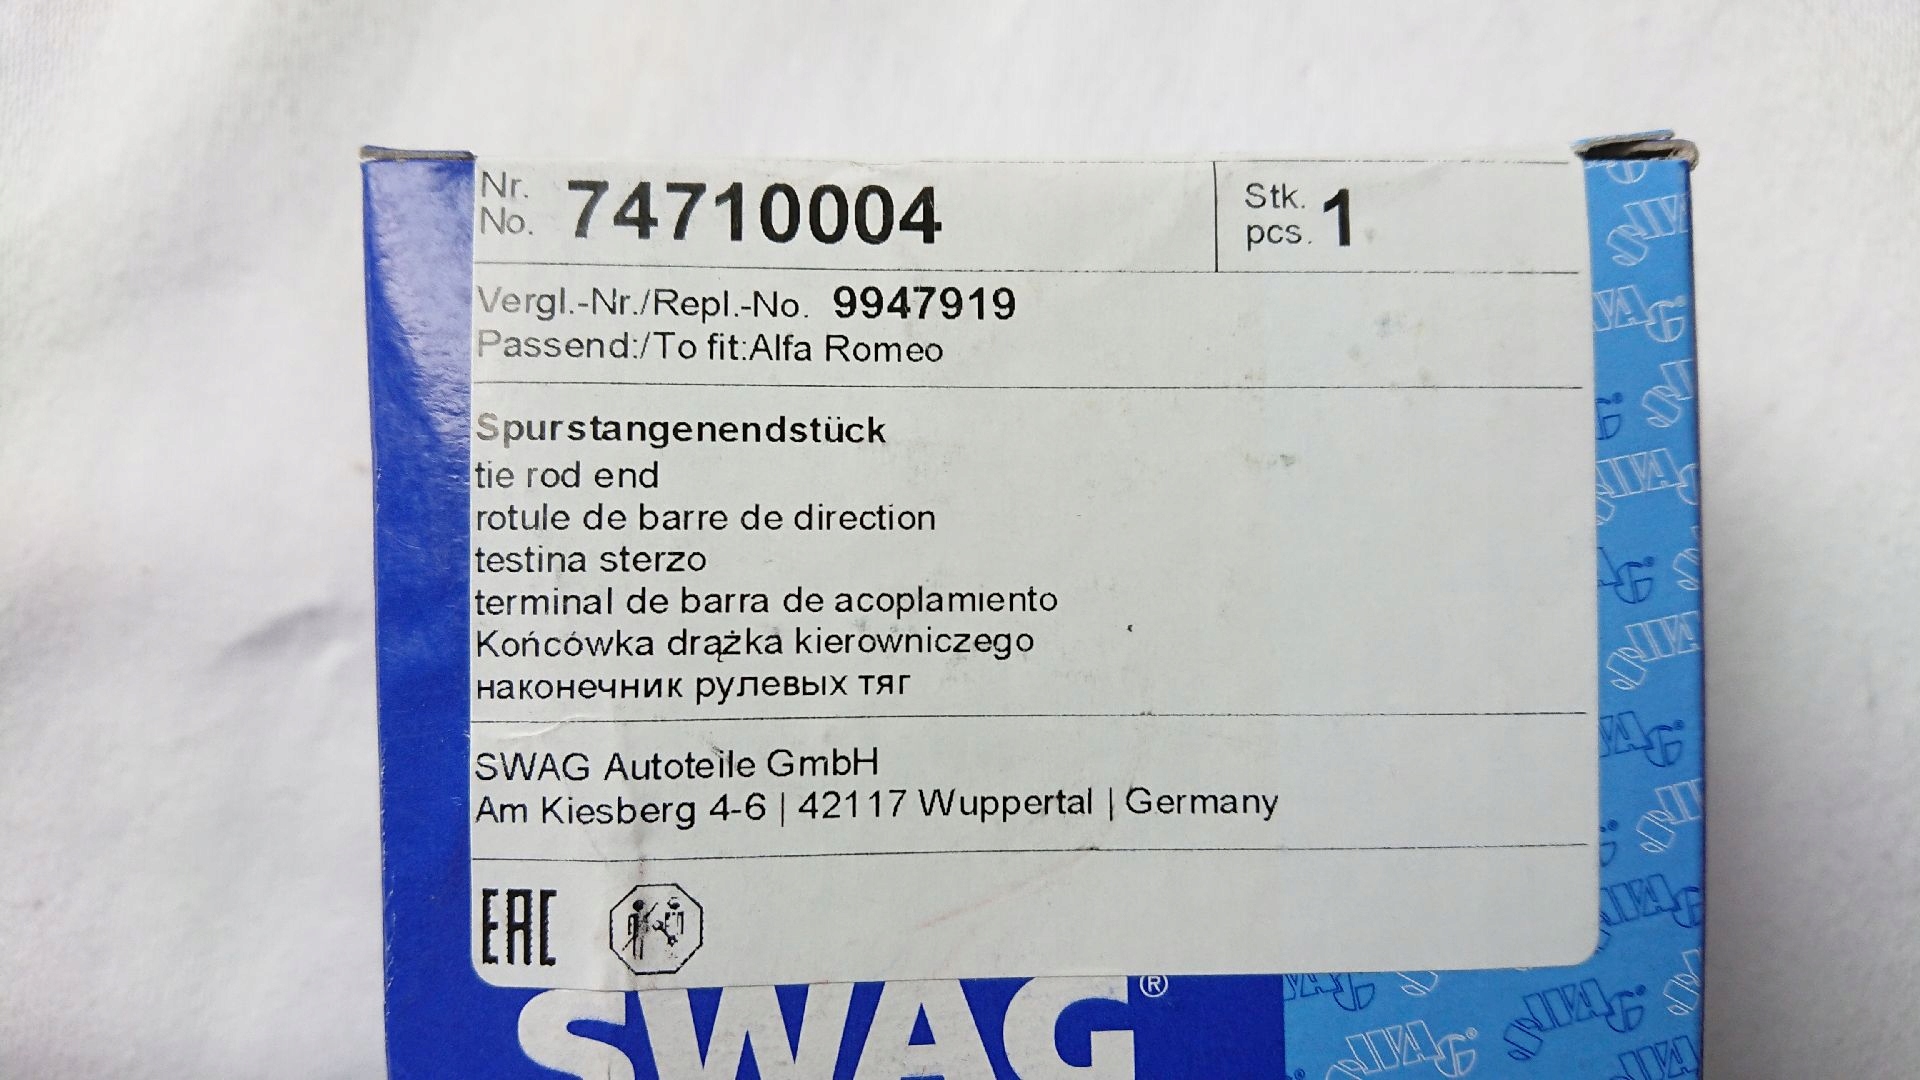 Nr.
No. 74710004
Stk.
pcs. 1
Vergl.-Nr./Repl.-No. 9947919
Passend:/To fit:Alfa Romeo
Spurstangenendstück
tie rod end
rotule de barre de direction
testina sterzo
terminal de barra de acoplamiento
Końcówka drążka kierowniczego
наконечник рулевых тяг
SWAG Autoteile GmbH
Am Kiesberg 4-6 | 42117 Wuppertal | Germany
EAC
SWAG®